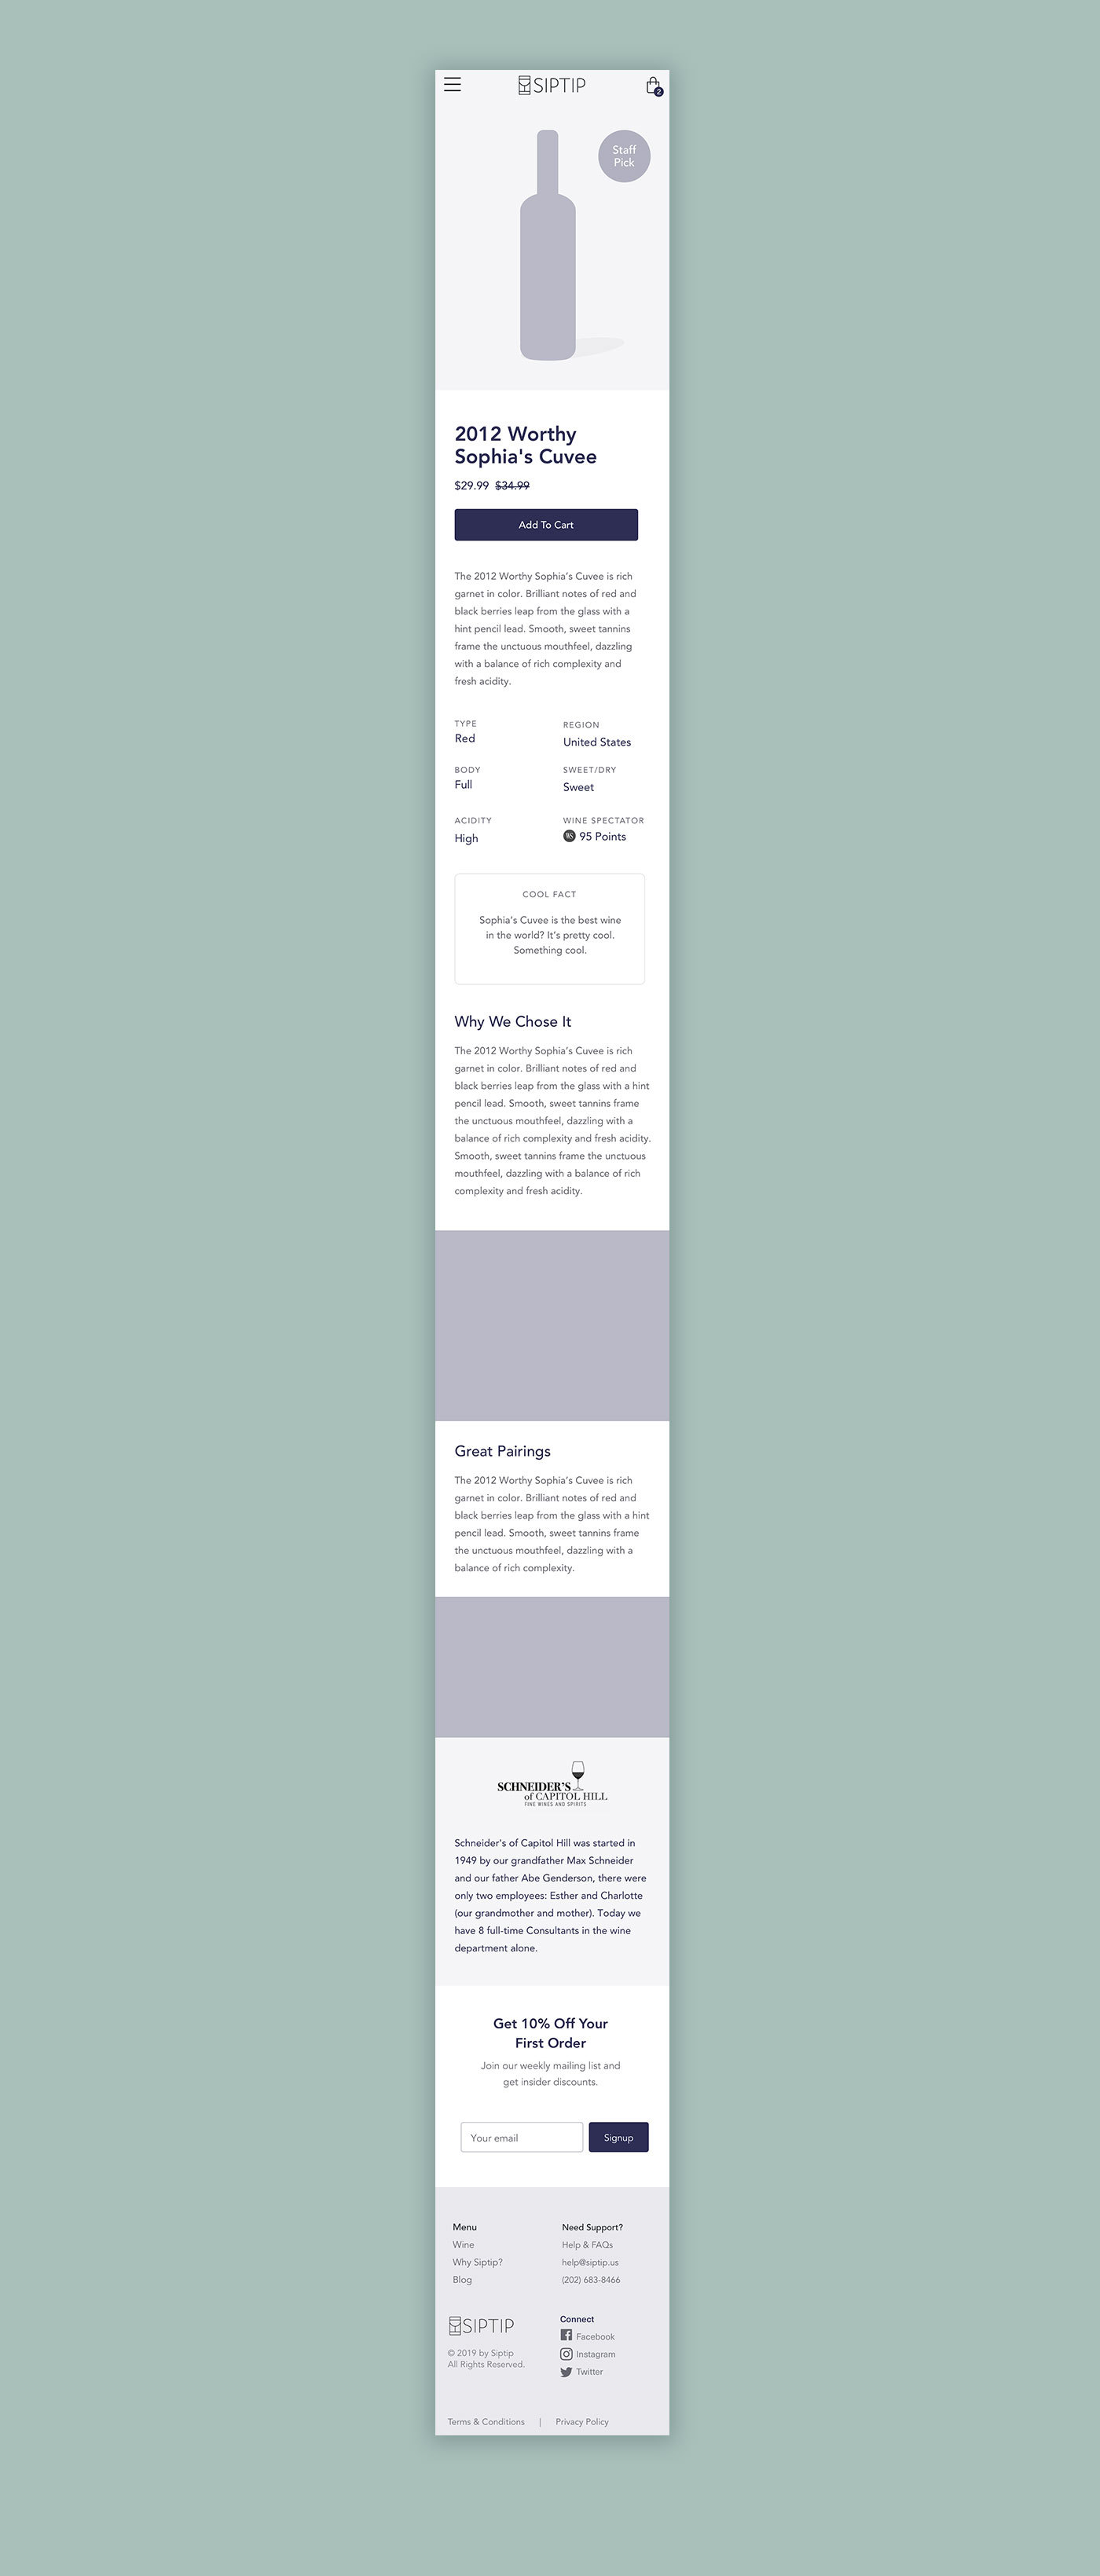 SIPTIP
2
Staff
Pick
2012 Worthy
Sophia's Cuvee
$29.99 $34.99
Add To Cart
The 2012 Worthy Sophia's Cuvee is rich
garnet in color. Brilliant notes of red and
black berries leap from the glass with a
hint pencil lead. Smooth, sweet tannins
frame the unctuous mouthfeel, dazzling
with a balance of rich complexity and
fresh acidity.
TYPE
Red
REGION
United States
BODY
Full
SWEET/DRY
Sweet
ACIDITY
High
WINE SPECTATOR
WS 95 Points
COOL FACT
Sophia's Cuvee is the best wine
in the world? It's pretty cool.
Something cool.
Why We Chose It
The 2012 Worthy Sophia's Cuvee is rich
garnet in color. Brilliant notes of red and
black berries leap from the glass with a hint
pencil lead. Smooth, sweet tannins frame
the unctuous mouthfeel, dazzling with a
balance of rich complexity and fresh acidity.
Smooth, sweet tannins frame the unctuous
mouthfeel, dazzling with a balance of rich
complexity and fresh acidity.
Great Pairings
The 2012 Worthy Sophia's Cuvee is rich
garnet in color. Brilliant notes of red and
black berries leap from the glass with a hint
pencil lead. Smooth, sweet tannins frame
the unctuous mouthfeel, dazzling with a
balance of rich complexity.
SCHNEIDER'S
of CAPITOL HILL
FINE WINES AND SPIRITS
Schneider's of Capitol Hill was started in
1949 by our grandfather Max Schneider
and our father Abe Genderson, there were
only two employees: Esther and Charlotte
(our grandmother and mother). Today we
have 8 full-time Consultants in the wine
department alone.
Get 10% Off Your
First Order
Join our weekly mailing list and
get insider discounts.
Your email
Signup
Menu
Wine
Why Siptip?
Blog
Need Support?
Help & FAQs
help@siptip.us
(202) 683-8466
SIPTIP
© 2019 by Siptip
All Rights Reserved.
Connect
Facebook
Instagram
Twitter
Terms & Conditions | Privacy Policy